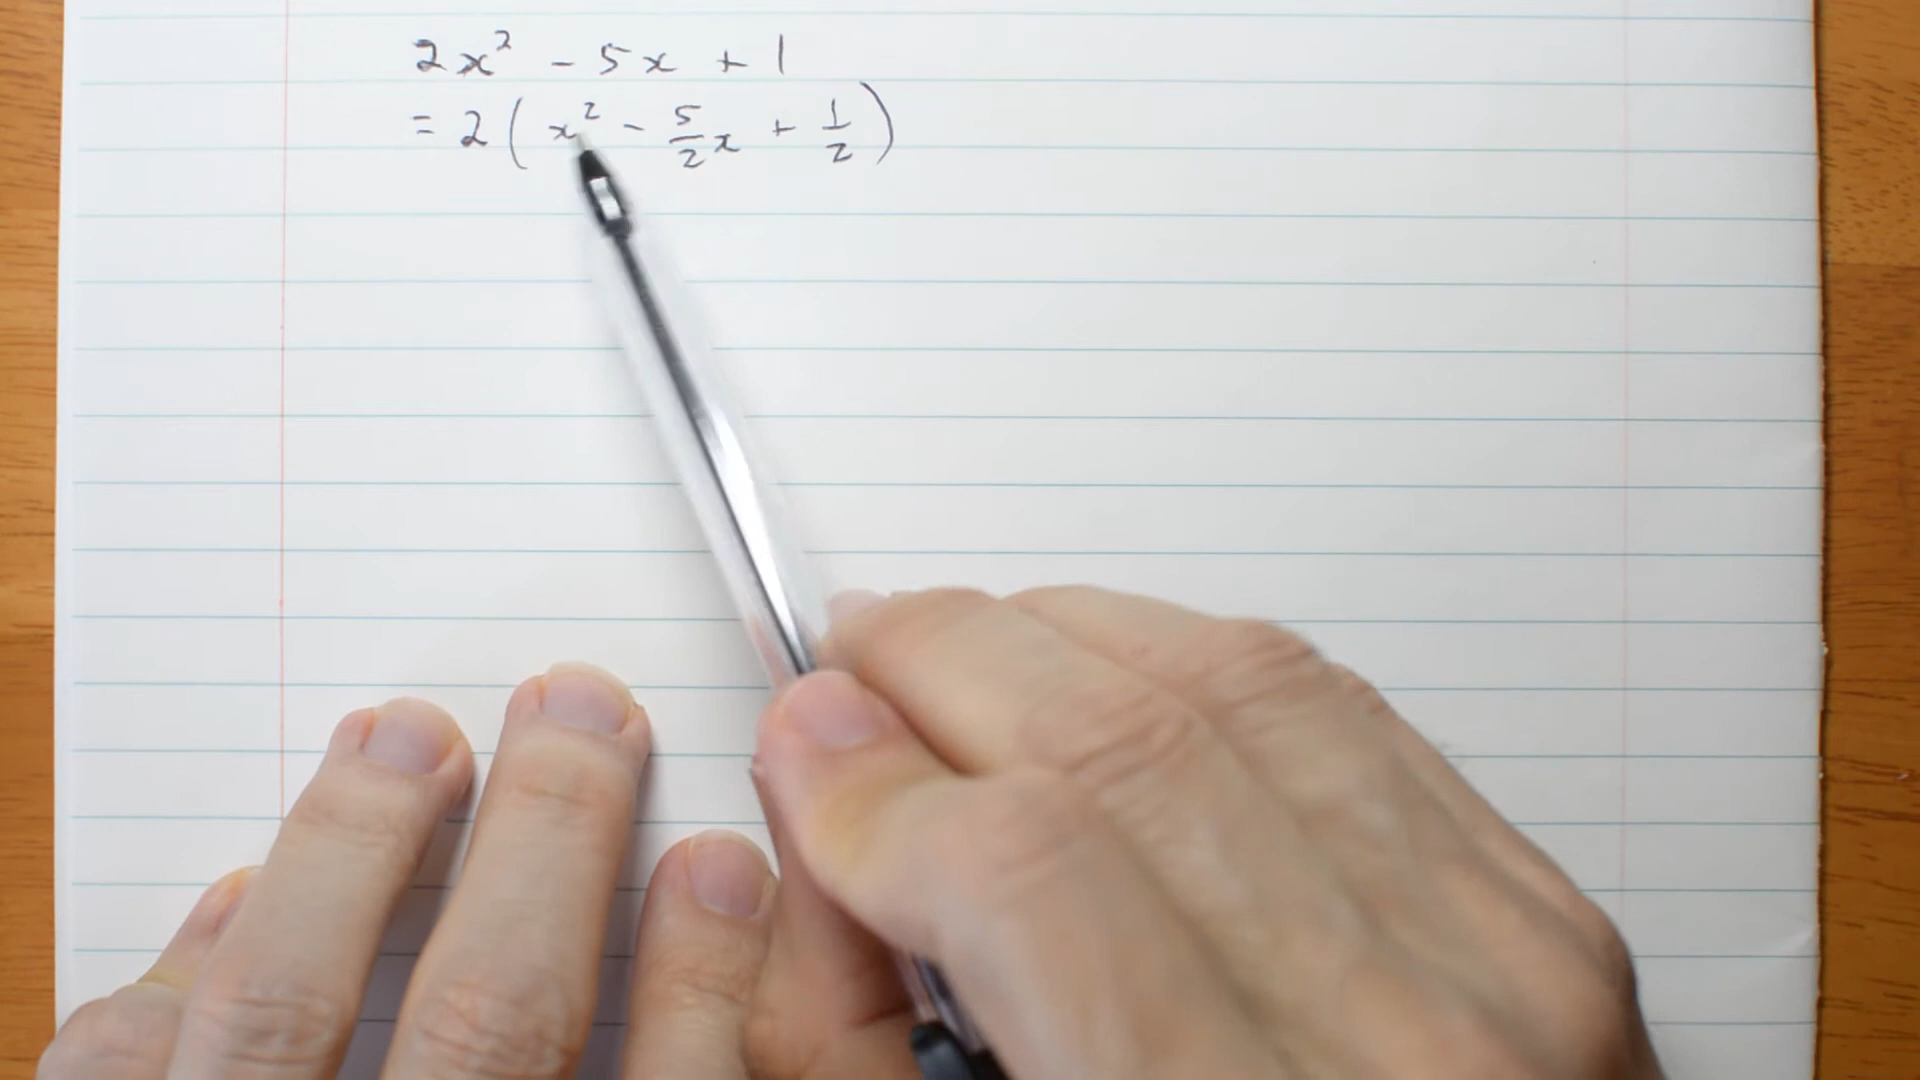 2x² - 5x + 1
= 2(x² - 5/2 x + 1/2)